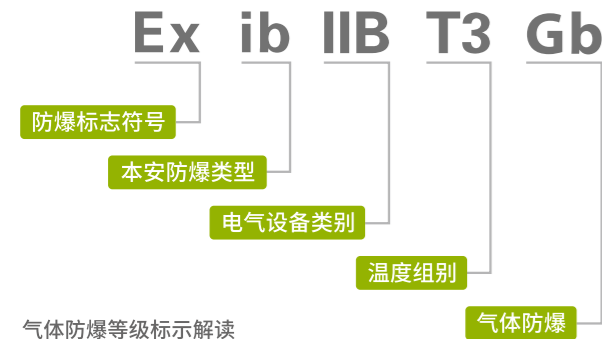 Ex ib IIB T3 Gb
防爆标志符号
本安防爆类型
电气设备类别
温度组别
气体防爆
气体防爆等级标示解读